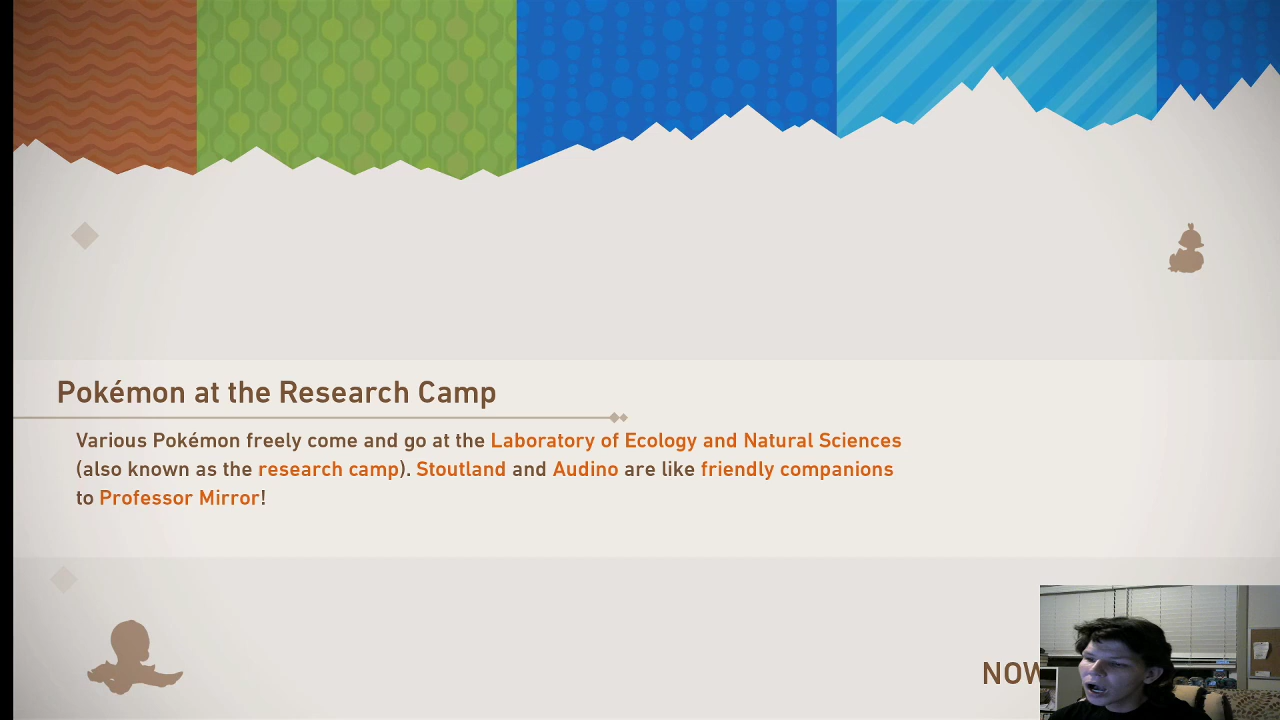 Pokémon at the Research Camp
Various Pokémon freely come and go at the Laboratory of Ecology and Natural Sciences
(also known as the research camp). Stoutland and Audino are like friendly companions
to Professor Mirror!
NOW